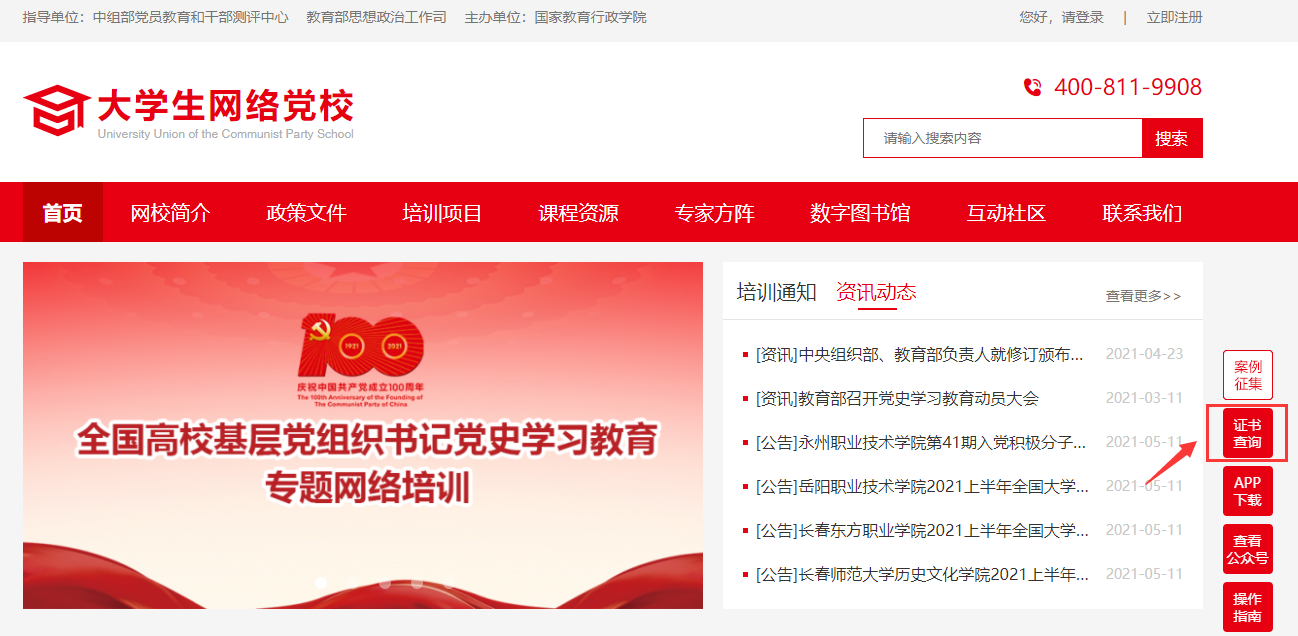 指导单位：中组部党员教育和干部测评中心 教育部思想政治工作司 主办单位：国家教育行政学院
您好，请登录 | 立即注册
大学生网络党校
University Union of the Communist Party School
400-811-9908
请输入搜索内容 搜索
首页 网校简介 政策文件 培训项目 课程资源 专家方阵 数字图书馆 互动社区 联系我们
100
1921 2021
庆祝中国共产党成立100周年
The 100th Anniversary of the Founding of
The Communist Party of China
全国高校基层党组织书记党史学习教育
专题网络培训
培训通知 资讯动态 查看更多>>
[资讯]中央组织部、教育部负责人就修订颁布... 2021-04-23
[资讯]教育部召开党史学习教育动员大会 2021-03-11
[公告]永州职业技术学院第41期入党积极分子... 2021-05-11
[公告]岳阳职业技术学院2021上半年全国大学... 2021-05-11
[公告]长春东方职业学院2021上半年全国大学... 2021-05-11
[公告]长春师范大学历史文化学院2021上半年... 2021-05-11
案例
征集
证书
查询
APP
下载
查看
公众号
操作
指南